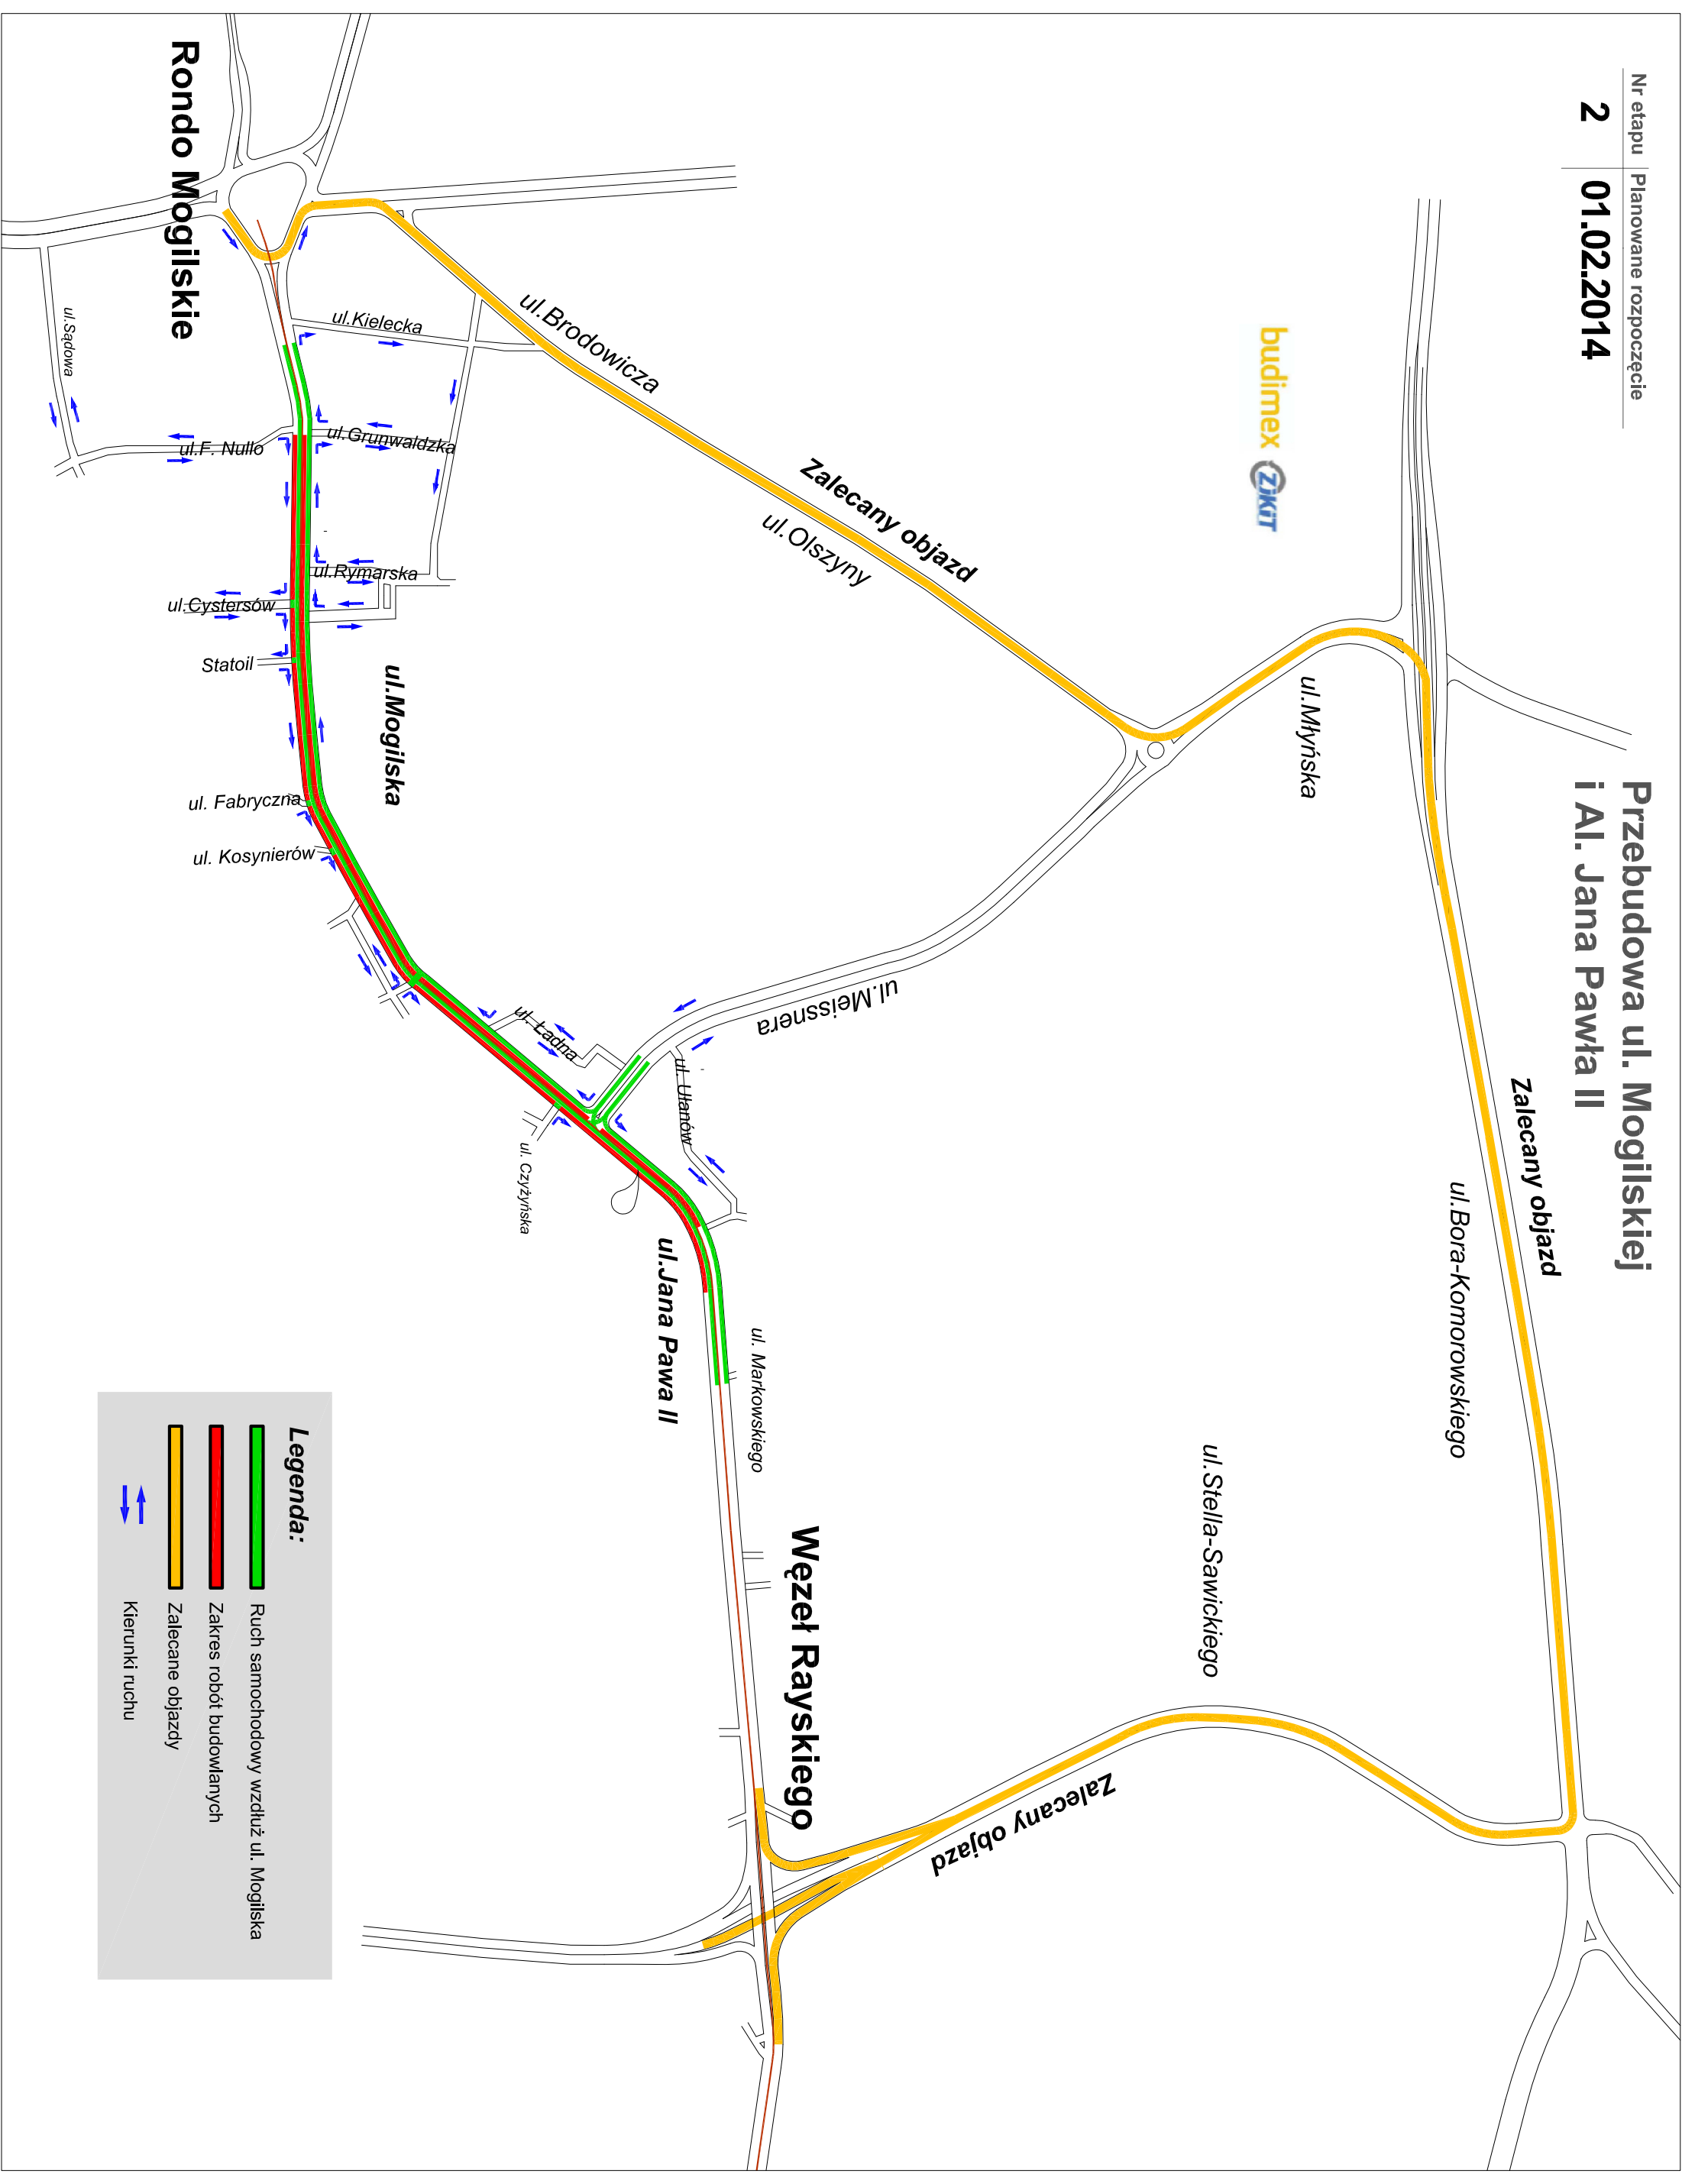 Nr etapu
Planowane rozpoczęcie
2
01.02.2014
Przebudowa ul. Mogilskiej
i Al. Jana Pawła II
budimex
ZIKiT
Zalecany objazd
ul.Bora-Komorowskiego
ul.Młyńska
ul.Stella-Sawickiego
Zalecany objazd
Zalecany objazd
ul.Olszyny
ul.Brodowicza
ul.Meissnera
Węzeł Rayskiego
ul. Markowskiego
ul. Ułanów
ul.Jana Pawa II
ul. Ładna
ul. Czyżyńska
ul.Kielecka
ul.Grunwaldzka
ul.Rymarska
ul.Mogilska
Rondo Mogilskie
ul.F. Nullo
ul.Cystersów
Statoil
ul. Fabryczna
ul. Kosynierów
ul.Sądowa
Legenda:
Ruch samochodowy wzdłuż ul. Mogilska
Zakres robót budowlanych
Zalecane objazdy
Kierunki ruchu